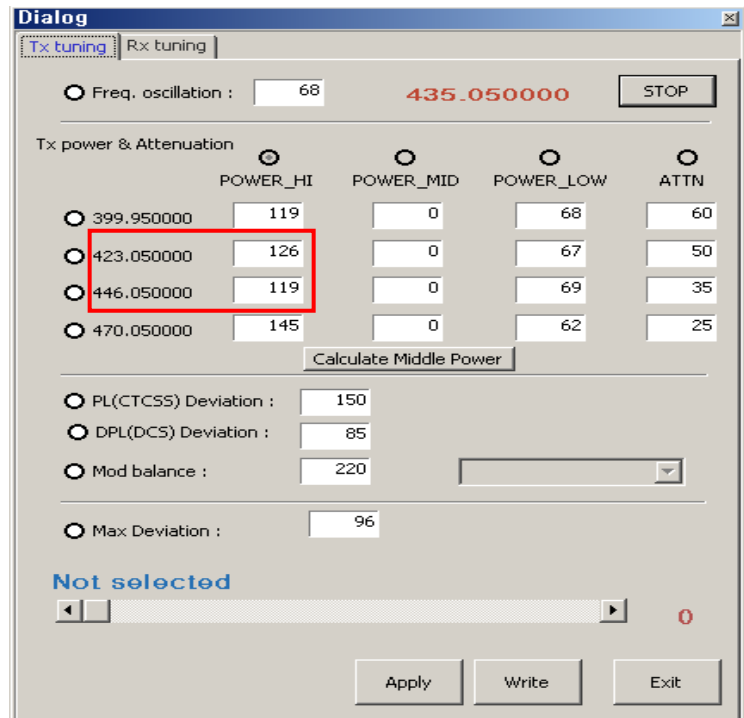 Dialog
Tx tuning Rx tuning
Freq. oscillation : 68 435.050000 STOP
Tx power & Attenuation
POWER_HI POWER_MID POWER_LOW ATTN
399.950000 119 0 68 60
423.050000 126 0 67 50
446.050000 119 0 69 35
470.050000 145 0 62 25
Calculate Middle Power
PL(CTCSS) Deviation : 150
DPL(DCS) Deviation : 85
Mod balance : 220
Max Deviation : 96
Not selected
0
Apply Write Exit